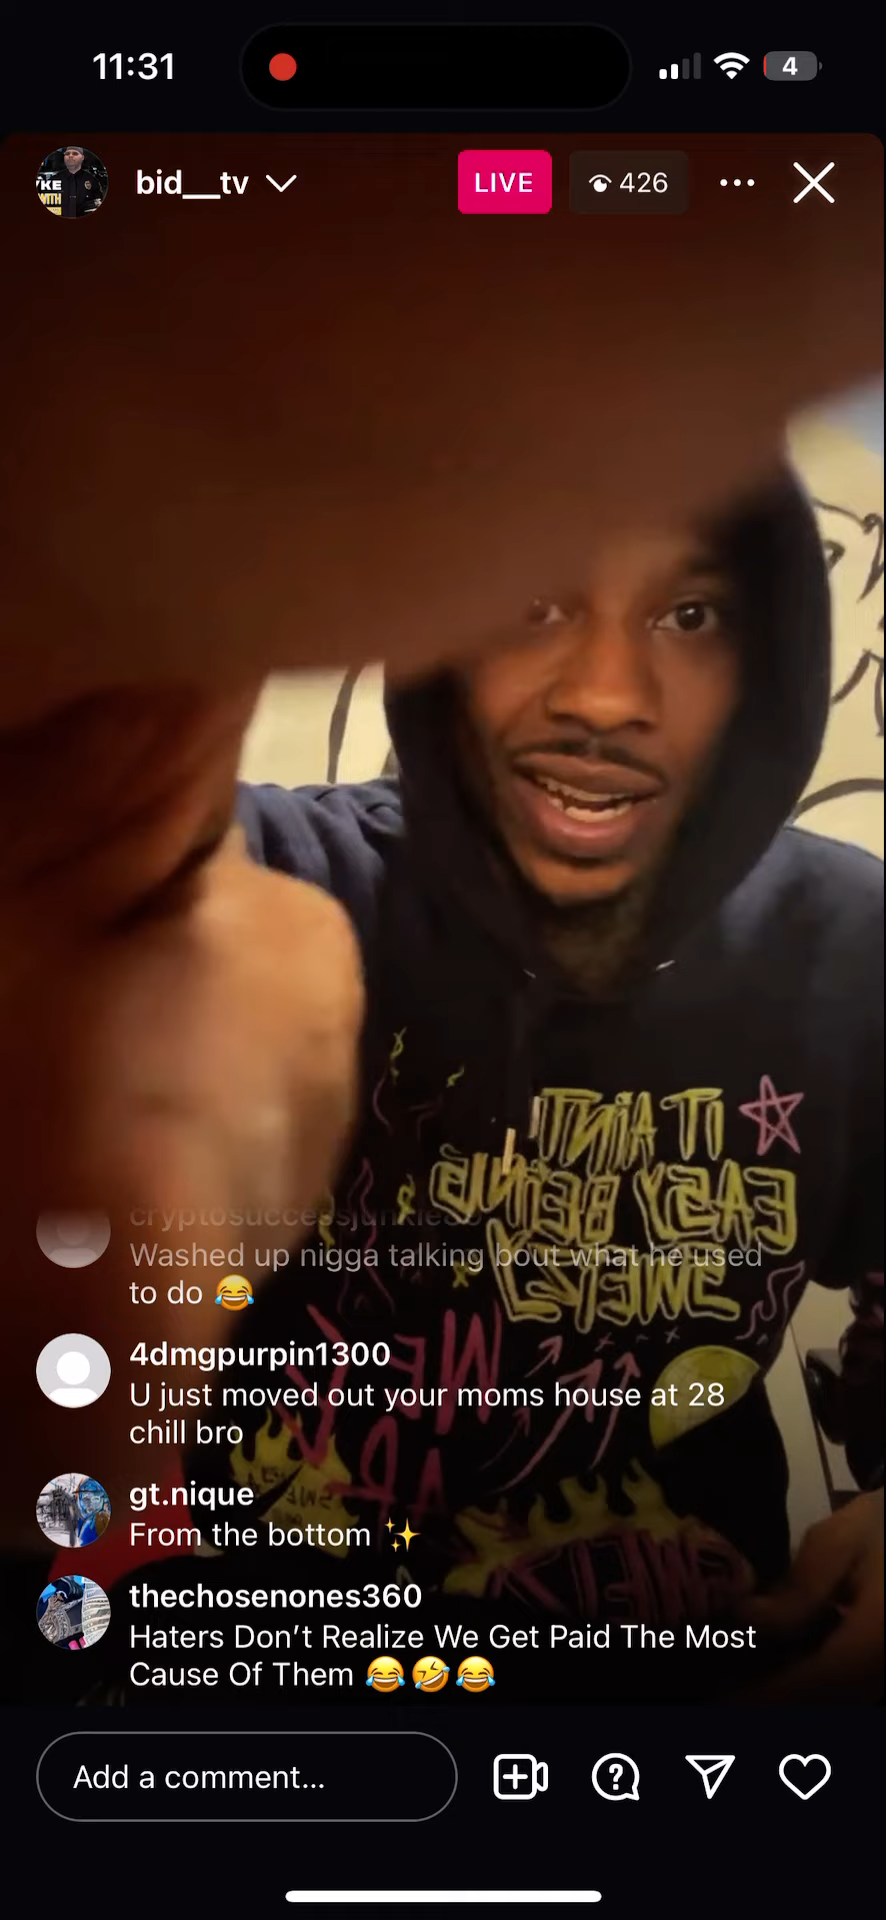 11:31
4
bid__tv
LIVE
426
IT AIN'T
EASY BEING
cryptosuccessjunkie
Washed up nigga talking bout what he used
to do 😂
4dmgpurpin1300
U just moved out your moms house at 28
chill bro
gt.nique
From the bottom ✨
thechosenones360
Haters Don’t Realize We Get Paid The Most
Cause Of Them 😂🤣😂
Add a comment...